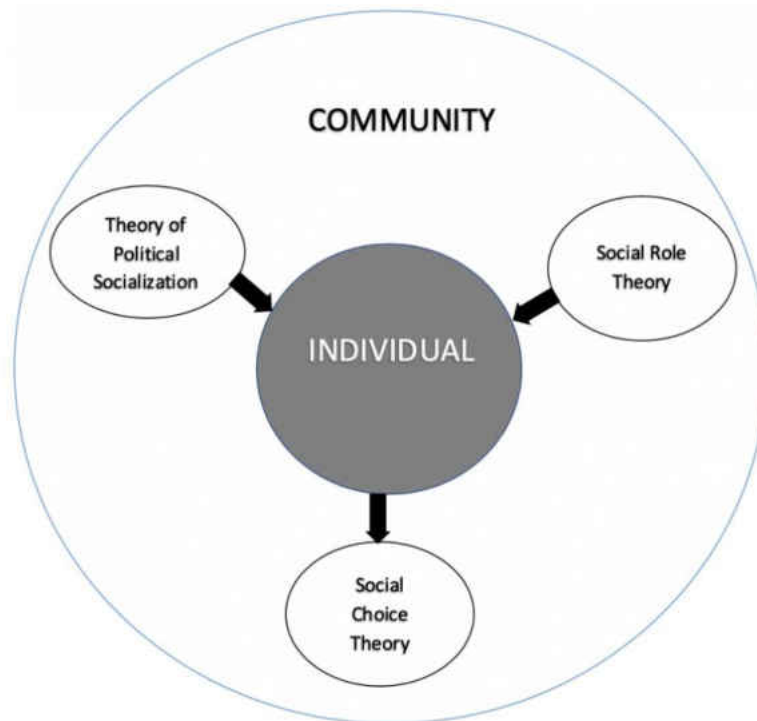 COMMUNITY
Theory of
Political
Socialization
Social Role
Theory
INDIVIDUAL
Social
Choice
Theory